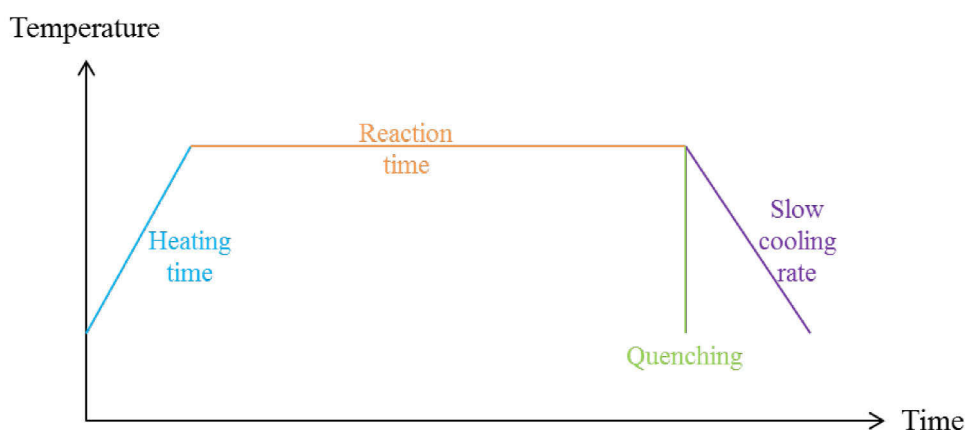 Temperature
Reaction
time
Heating
time
Slow
cooling
rate
Quenching
Time